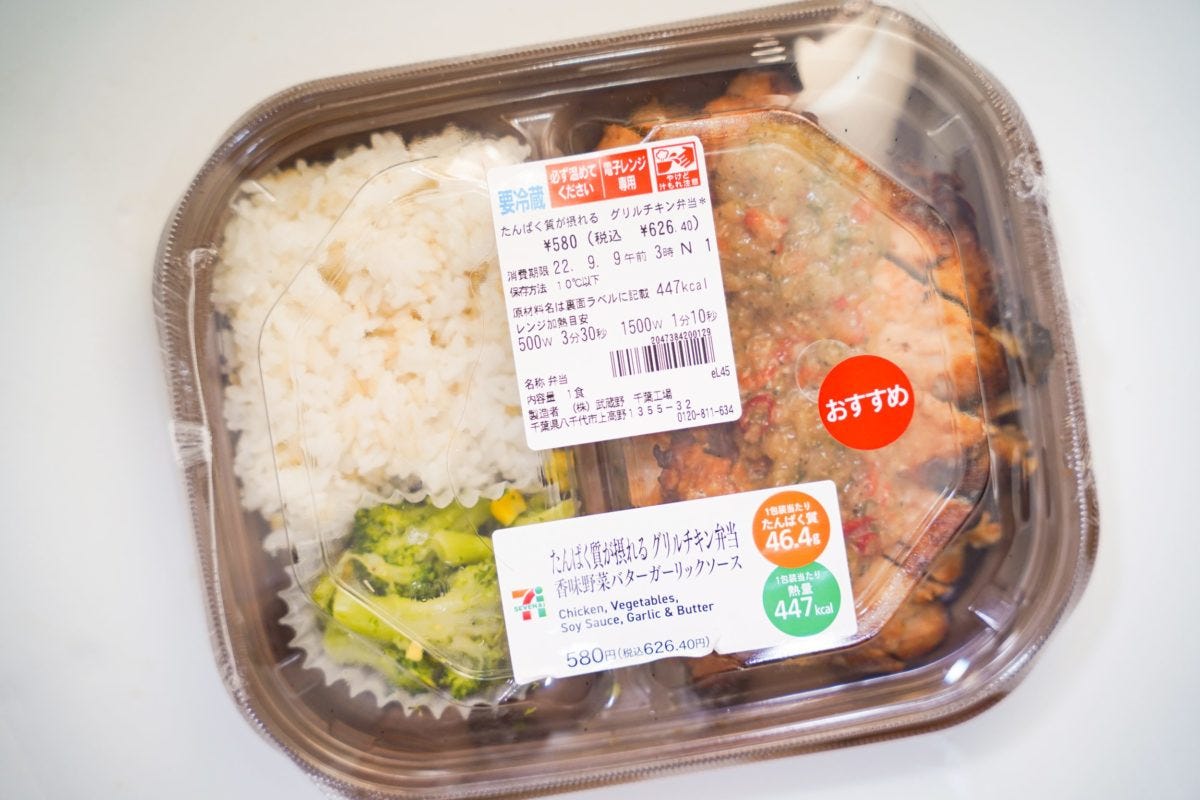 要冷蔵
必ず温めて
ください
電子レンジ
専用
やけど
汁もれ注意
たんぱく質が摂れる グリルチキン弁当*
¥580 (税込 ¥626.40)
消費期限 22. 9. 9午前 3時 N 1
保存方法 10℃以下
原材料名は裏面ラベルに記載 447kcal
レンジ加熱目安
500W 3分30秒 1500W 1分10秒
2047384200129
eL45
名称 弁当
内容量 1食
製造者 (株)武蔵野 千葉工場
千葉県八千代市上高野1355-32
0120-811-634
おすすめ
たんぱく質が摂れる グリルチキン弁当
香味野菜バターガーリックソース
Chicken, Vegetables,
Soy Sauce, Garlic & Butter
580円(税込626.40円)
1包装当たり
たんぱく質
46.4g
1包装当たり
熱量
447kcal